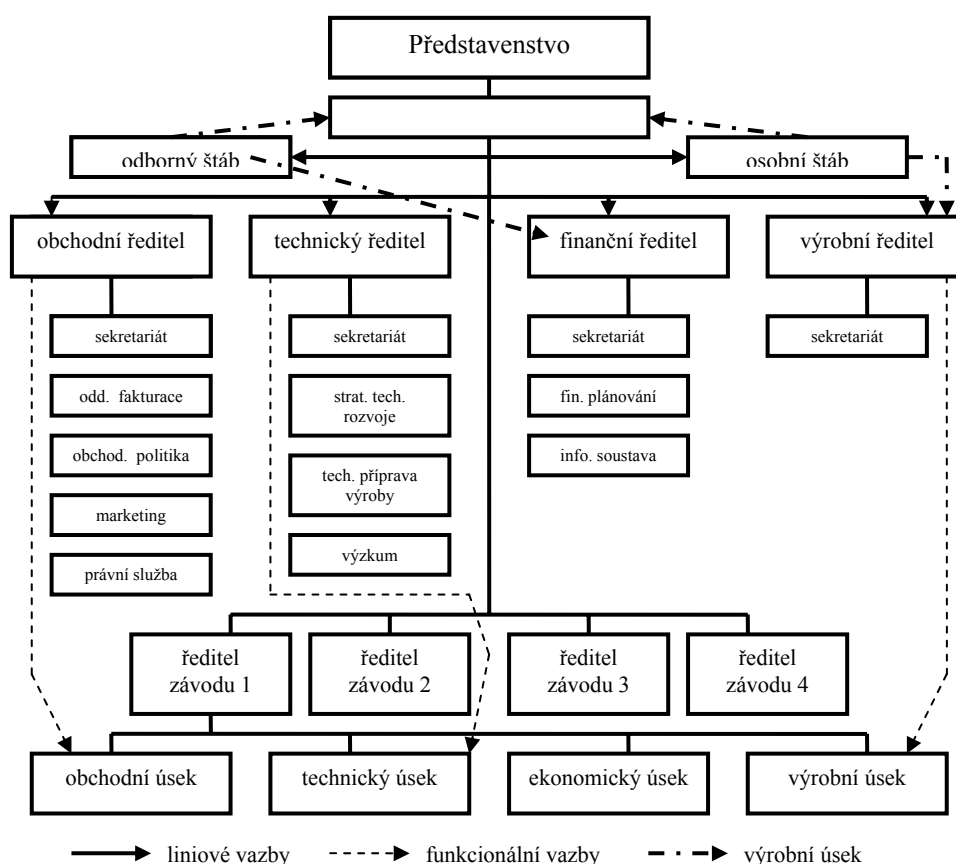 Představenstvo
odborný štáb
osobní štáb
obchodní ředitel
technický ředitel
finanční ředitel
výrobní ředitel
sekretariát
sekretariát
sekretariát
sekretariát
odd. fakturace
strat. tech.
rozvoje
fin. plánování
obchod. politika
tech. příprava
výroby
info. soustava
marketing
výzkum
právní služba
ředitel
závodu 1
ředitel
závodu 2
ředitel
závodu 3
ředitel
závodu 4
obchodní úsek
technický úsek
ekonomický úsek
výrobní úsek
liniové vazby
funkcionální vazby
výrobní úsek